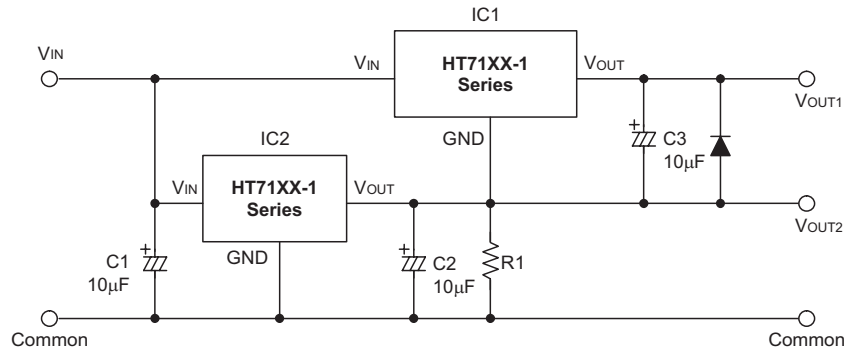 IC1
VIN
VIN
HT71XX-1
Series
VOUT
VOUT1
GND
C3
10μF
IC2
VIN
HT71XX-1
Series
VOUT
VOUT2
GND
C1
10μF
C2
10μF
R1
Common
Common